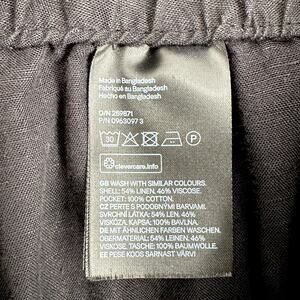 Made in Bangladesh
Fabriqué au Bangladesh
Hecho en Bangladesh
D/N 259871
P/N 0963097 3
30
P
clevercare.info
GB WASH WITH SIMILAR COLOURS.
SHELL: 54% LINEN, 46% VISCOSE.
POCKET: 100% COTTON.
CZ PERTE S PODOBNÝMI BARVAMI.
SVRCHNÍ LÁTKA: 54% LEN, 46%
VISKÓZA. KAPSA: 100% BAVLNA.
DE MIT ÄHNLICHEN FARBEN WASCHEN.
OBERMATERIAL: 54% LEINEN, 46%
VISKOSE. TASCHE: 100% BAUMWOLLE.
EE PESE KOOS SARNAST VÄRVI